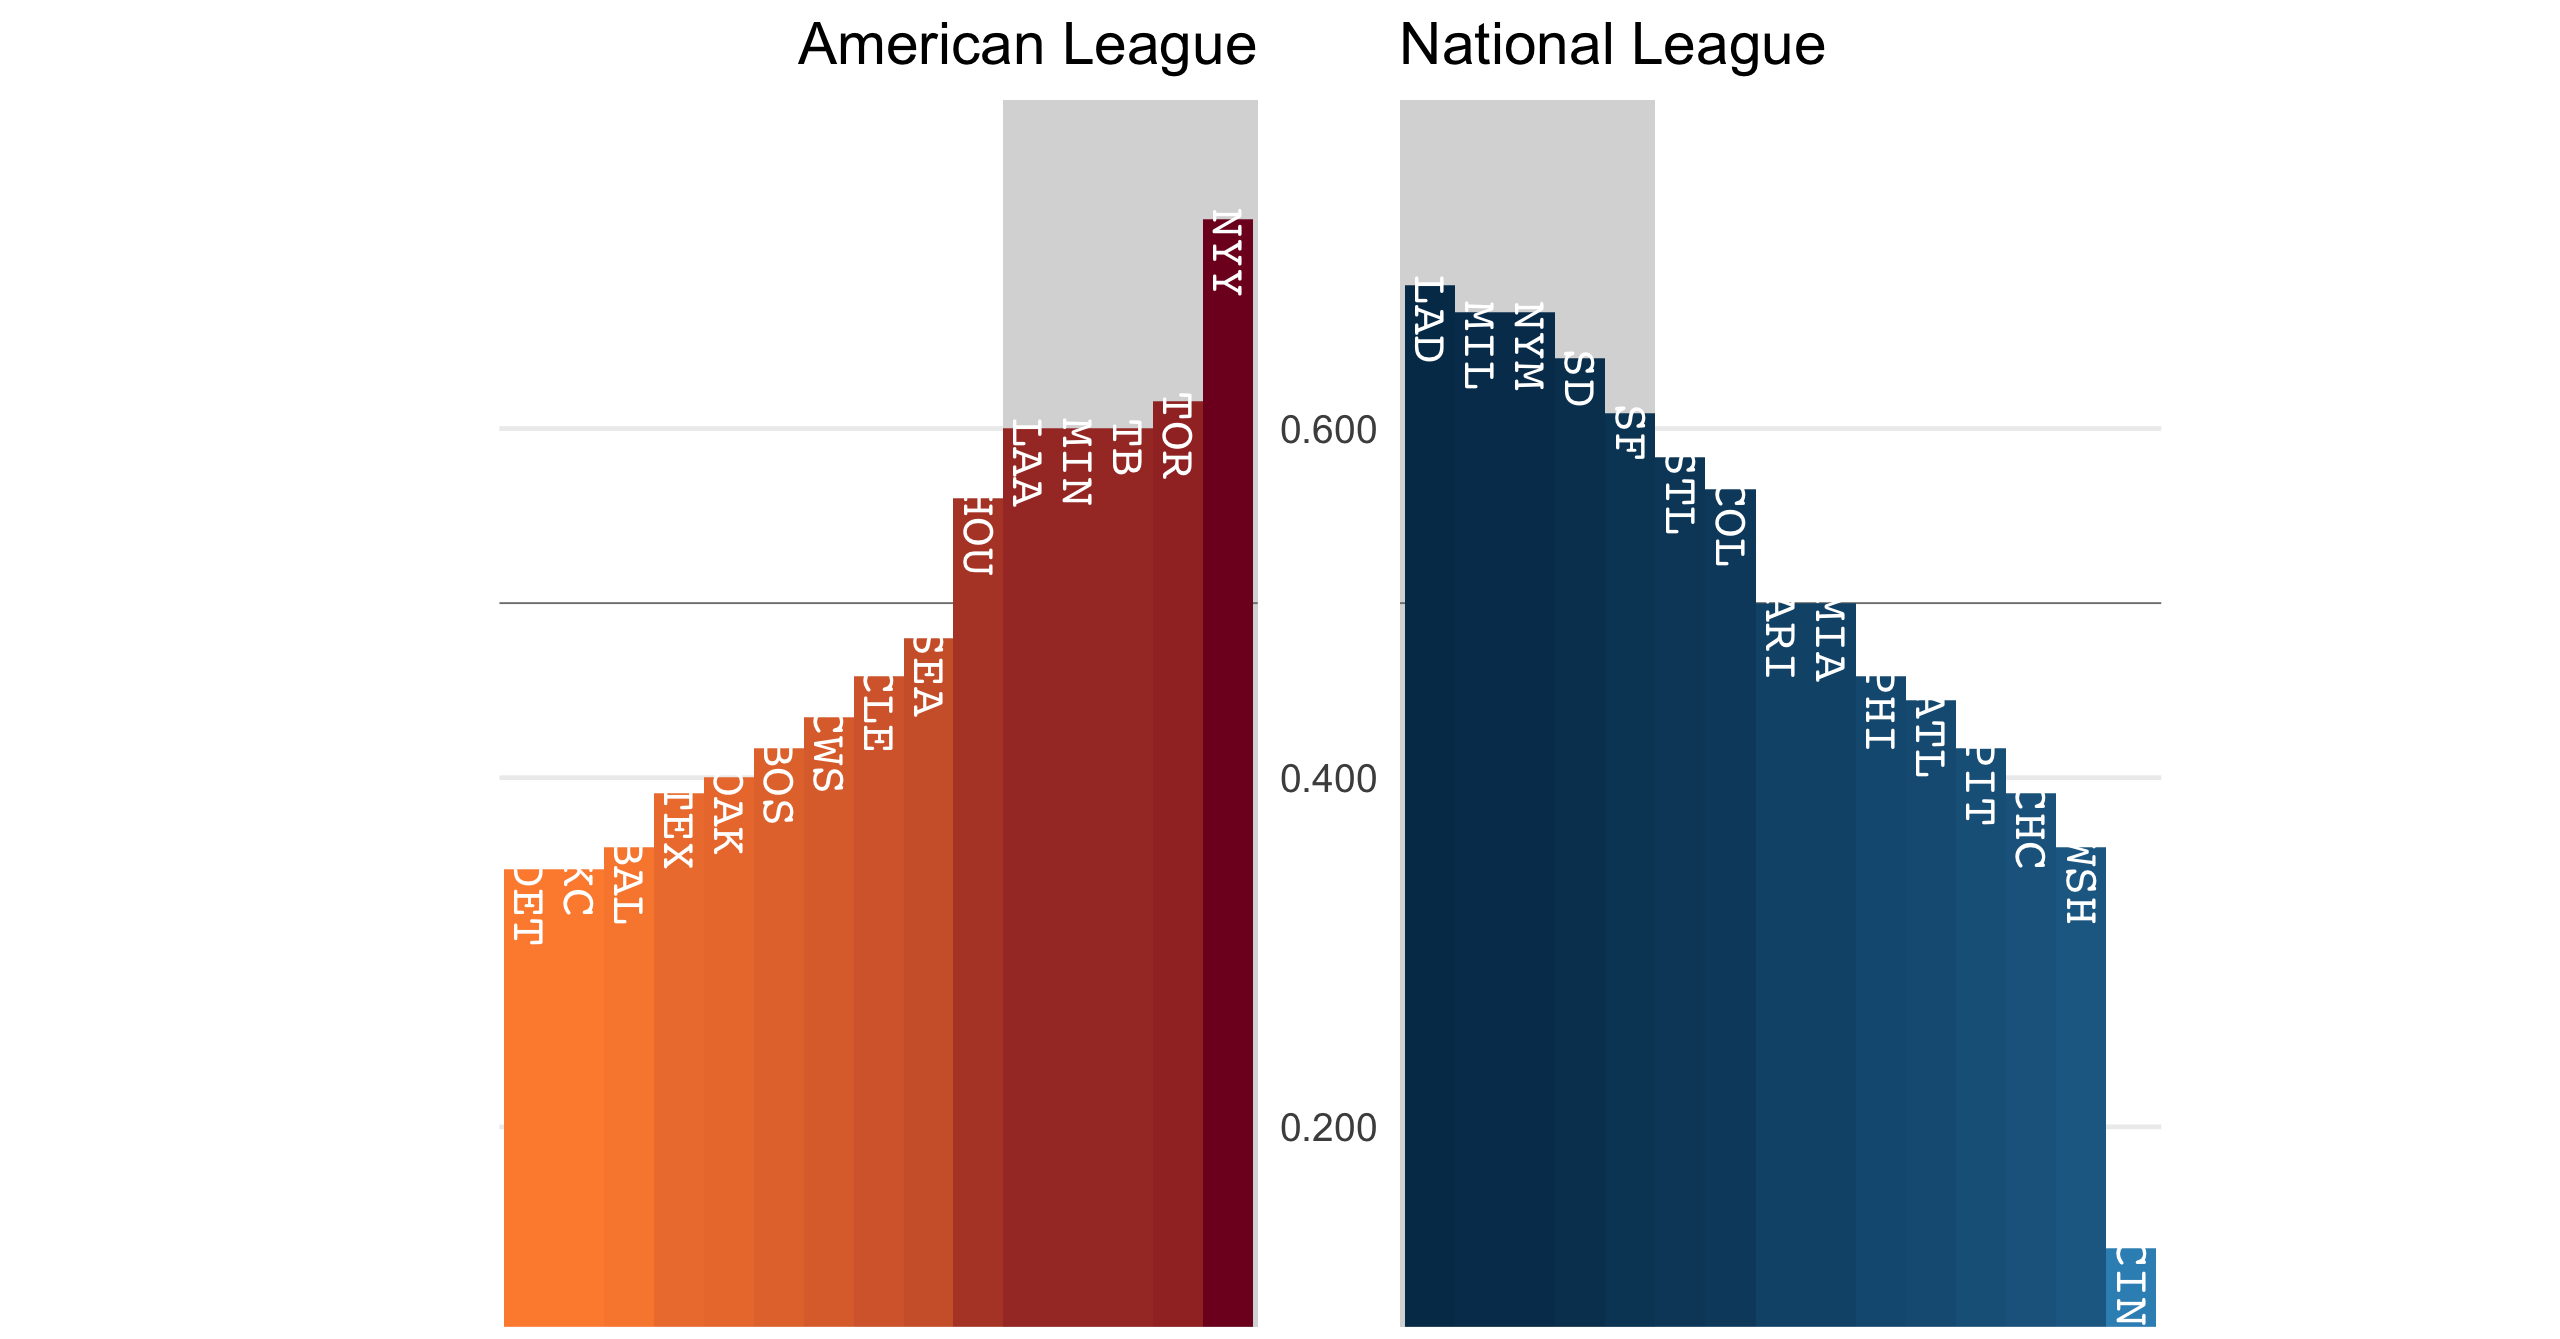 American League
National League
NYY
LAD
MIL
NYM
SD
TOR
SF
LAA
MIN
TB
0.600
STL
COL
HOU
ARI
MIA
SEA
CLE
PHI
ATL
CWS
BOS
PIT
OAK
0.400
TEX
CHC
BAL
WSH
DET
KC
0.200
CIN